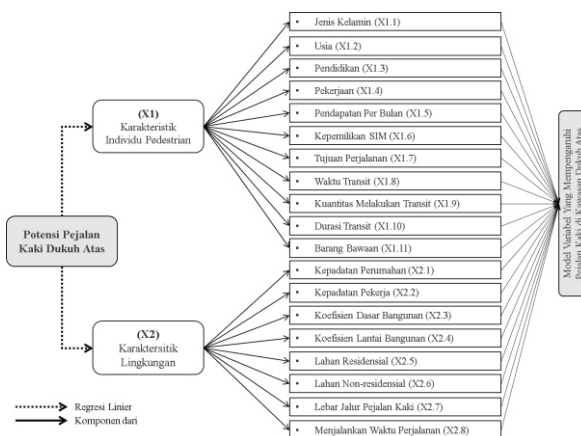 Potensi Pejalan
Kaki Dukuh Atas
(X1)
Karakteristik
Individu Pedestrian
(X2)
Karaktersitik
Lingkungan
• Jenis Kelamin (X1.1)
• Usia (X1.2)
• Pendidikan (X1.3)
• Pekerjaan (X1.4)
• Pendapatan Per Bulan (X1.5)
• Kepemilikan SIM (X1.6)
• Tujuan Perjalanan (X1.7)
• Waktu Transit (X1.8)
• Kuantitas Melakukan Transit (X1.9)
• Durasi Transit (X1.10)
• Barang Bawaan (X1.11)
• Kepadatan Perumahan (X2.1)
• Kepadatan Pekerja (X2.2)
• Koefisien Dasar Bangunan (X2.3)
• Koefisien Lantai Bangunan (X2.4)
• Lahan Residensial (X2.5)
• Lahan Non-residensial (X2.6)
• Lebar Jalur Pejalan Kaki (X2.7)
• Menjalankan Waktu Perjalanan (X2.8)
Model Variabel Yang Mempengaruhi
Pejalan Kaki di Kawasan Dukuh Atas
Regresi Linier
Komponen dari